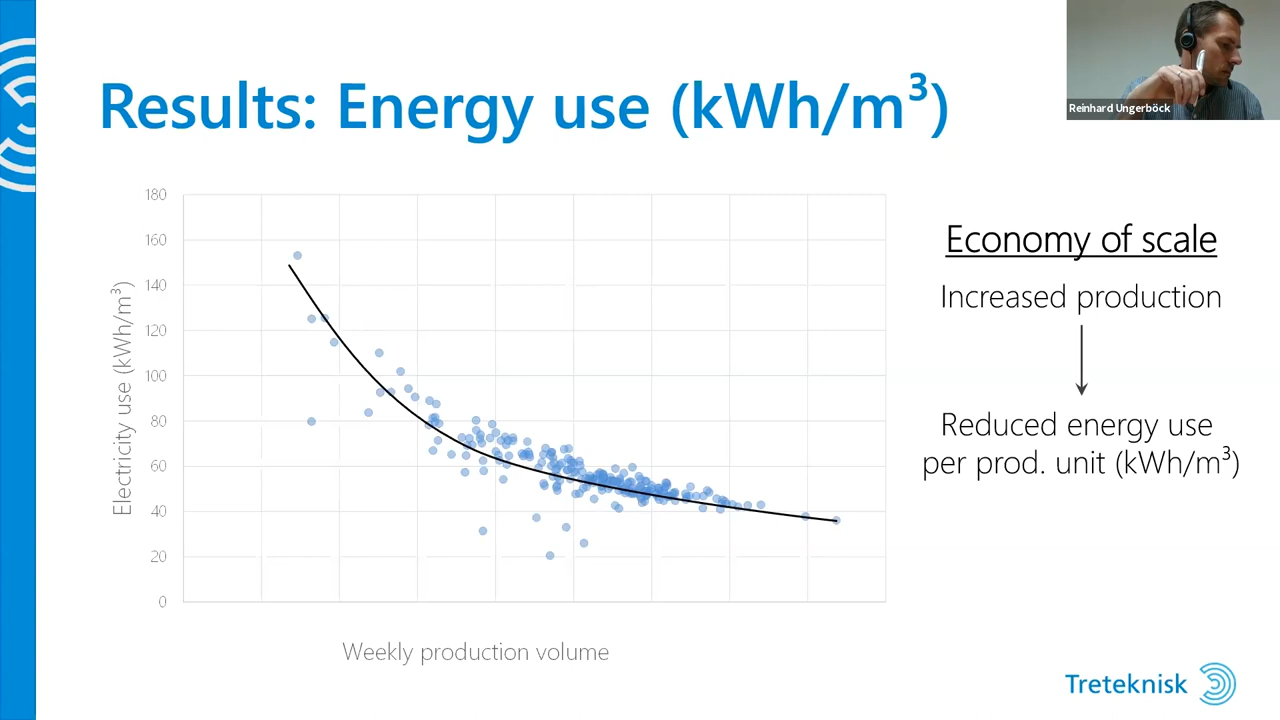 Results: Energy use (kWh/m³)
Reinhard Ungerböck
180
160
140
120
100
80
60
40
20
0
Electricity use (kWh/m³)
Weekly production volume
Economy of scale
Increased production
Reduced energy use
per prod. unit (kWh/m³)
Treteknisk